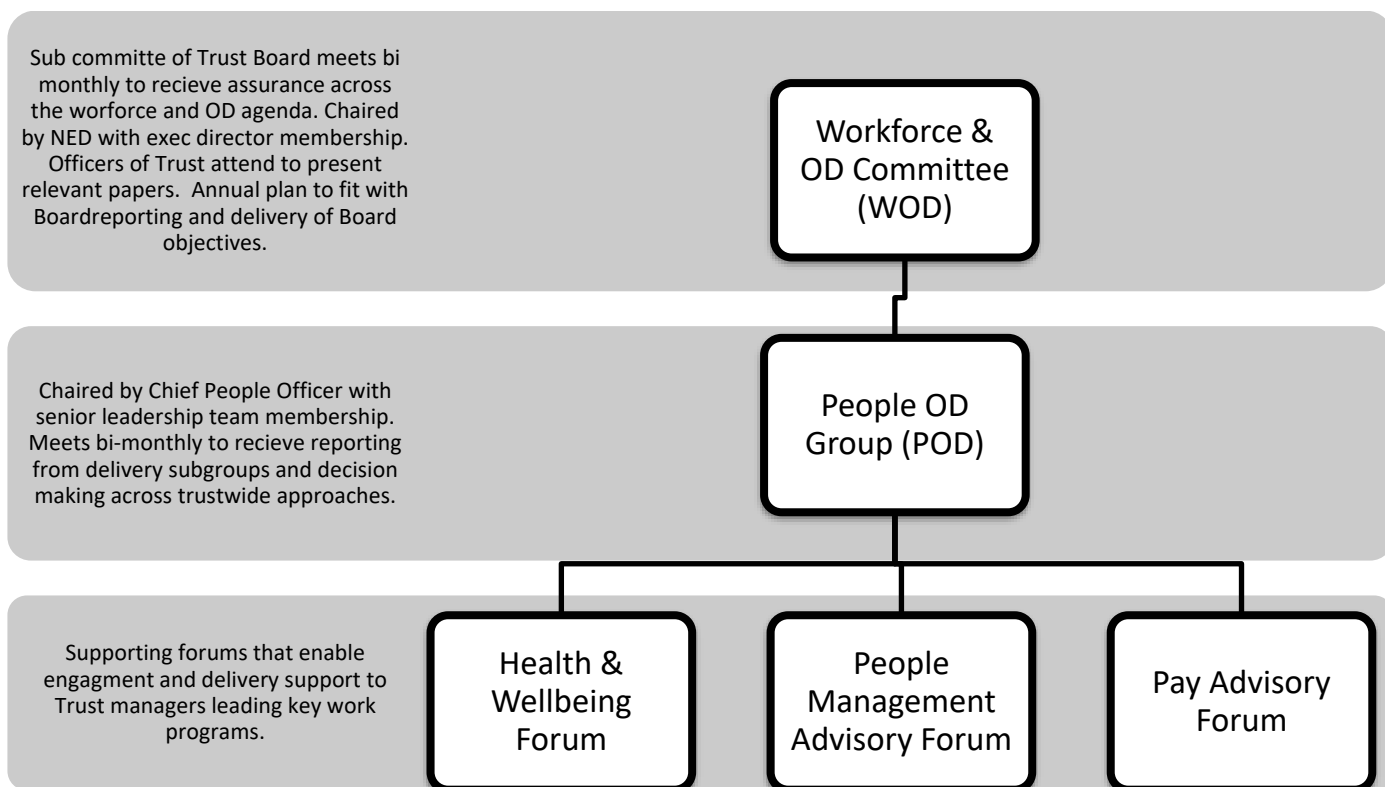 Sub committe of Trust Board meets bi
monthly to recieve assurance across
the worforce and OD agenda. Chaired
by NED with exec director membership.
Officers of Trust attend to present
relevant papers.  Annual plan to fit with
Boardreporting and delivery of Board
objectives.
Workforce &
OD Committee
(WOD)
Chaired by Chief People Officer with
senior leadership team membership.
Meets bi-monthly to recieve reporting
from delivery subgroups and decision
making across trustwide approaches.
People OD
Group (POD)
Supporting forums that enable
engagment and delivery support to
Trust managers leading key work
programs.
Health &
Wellbeing
Forum
People
Management
Advisory Forum
Pay Advisory
Forum